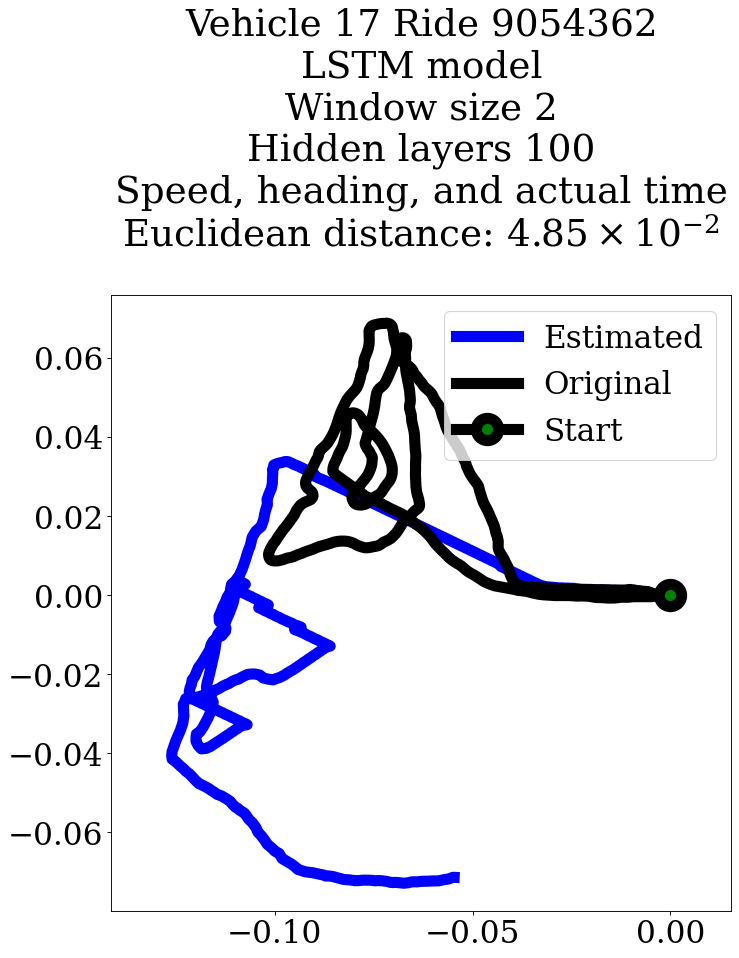 Vehicle 17 Ride 9054362
LSTM model
Window size 2
Hidden layers 100
Speed, heading, and actual time
Euclidean distance: 4.85 × 10⁻²
Estimated
Original
Start
0.06
0.04
0.02
0.00
−0.02
−0.04
−0.06
−0.10
−0.05
0.00